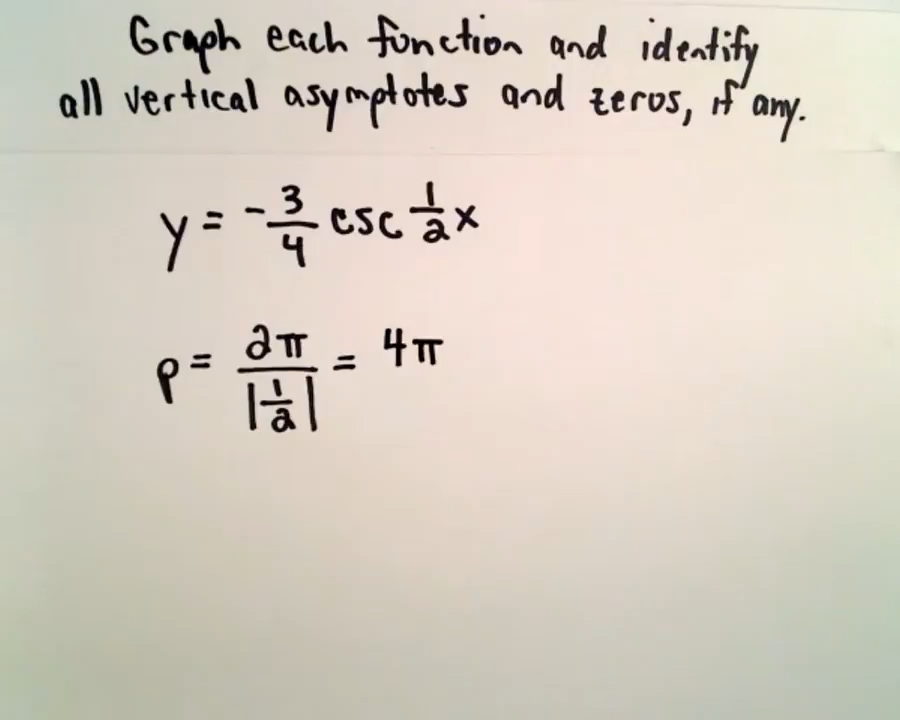 Graph each function and identify
all vertical asymptotes and zeros, if any.
y = -3/4 csc 1/2 x
p = 2π/|1/2| = 4π